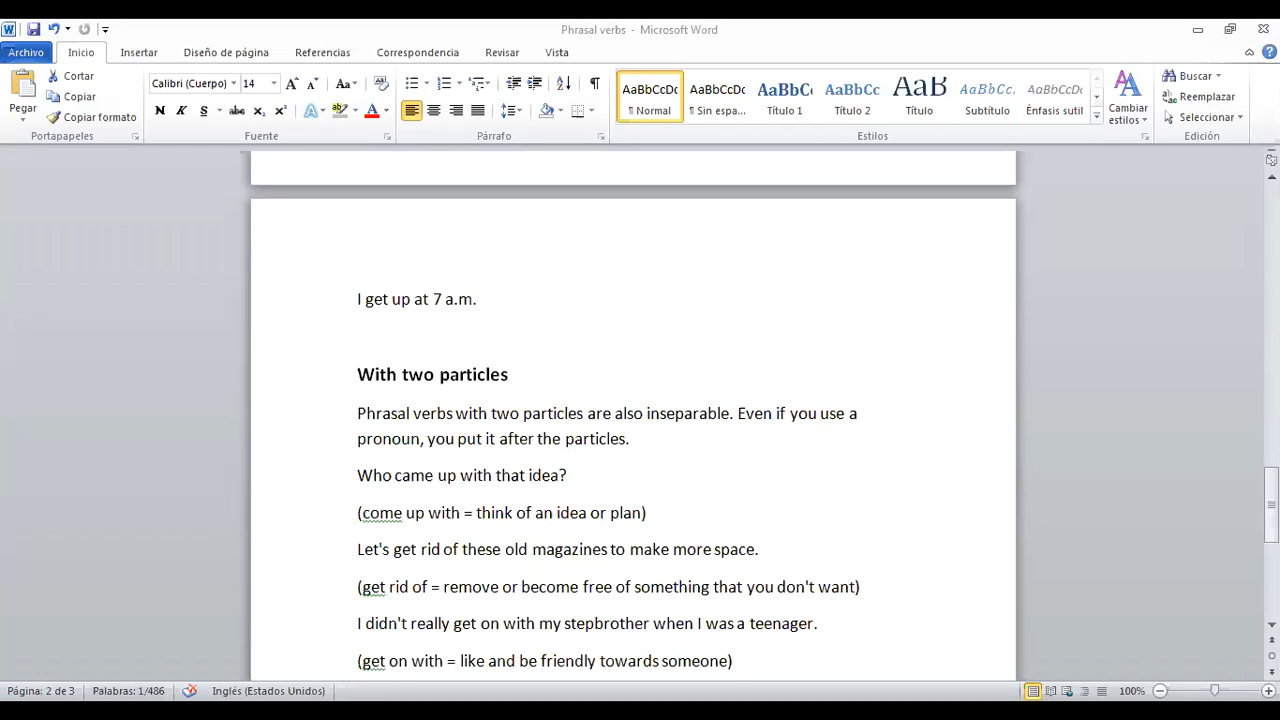 Phrasal verbs - Microsoft Word
Archivo Inicio Insertar Diseño de página Referencias Correspondencia Revisar Vista
Pegar Cortar Copiar Copiar formato
Portapapeles
Calibri (Cuerpo) 14
N K S abc
Fuente
Párrafo
AaBbCcDc AaBbCcDc AaBbC AaBbCc AaB AaBbCc. AaBbCcDc
¶ Normal ¶ Sin espa... Título 1 Título 2 Título Subtítulo Énfasis sutil
Cambiar estilos
Estilos
Buscar
Reemplazar
Seleccionar
Edición
I get up at 7 a.m.
With two particles
Phrasal verbs with two particles are also inseparable. Even if you use a
pronoun, you put it after the particles.
Who came up with that idea?
(come up with = think of an idea or plan)
Let's get rid of these old magazines to make more space.
(get rid of = remove or become free of something that you don't want)
I didn't really get on with my stepbrother when I was a teenager.
(get on with = like and be friendly towards someone)
Página: 2 de 3 Palabras: 1/486 Inglés (Estados Unidos) 100%